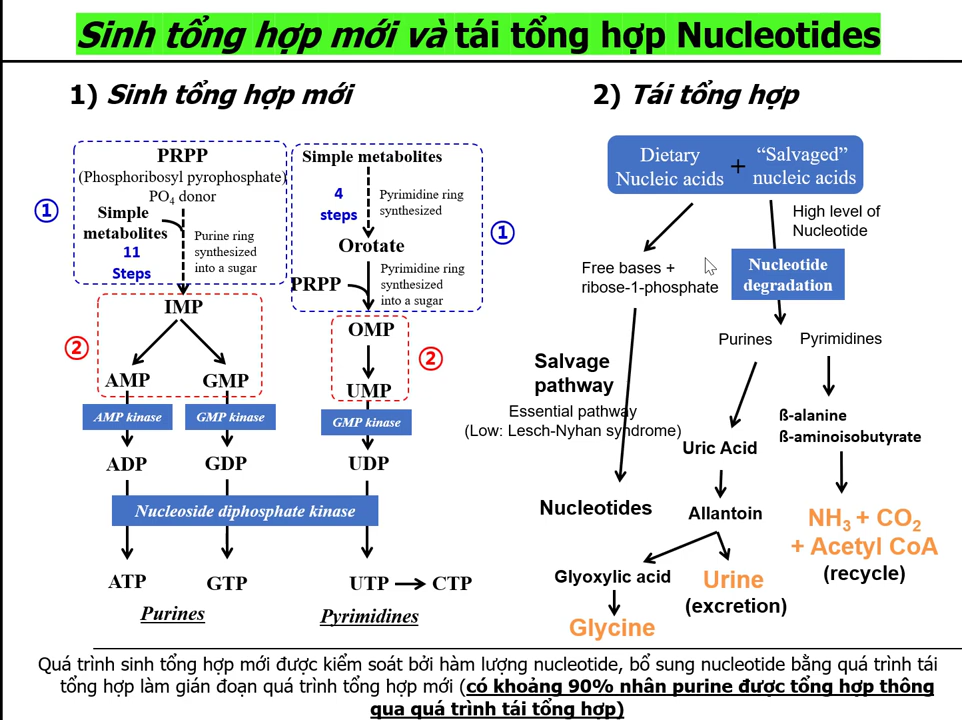 Sinh tổng hợp mới và tái tổng hợp Nucleotides
1) Sinh tổng hợp mới
PRPP
(Phosphoribosyl pyrophosphate)
PO4 donor
①
Simple
metabolites
11
Steps
Purine ring
synthesized
into a sugar
IMP
②
AMP
GMP
AMP kinase
GMP kinase
ADP
GDP
Simple metabolites
4
steps
Pyrimidine ring
synthesized
①
Orotate
PRPP
Pyrimidine ring
synthesized
into a sugar
OMP
②
UMP
GMP kinase
UDP
Nucleoside diphosphate kinase
ATP
GTP
UTP
CTP
Purines
Pyrimidines
2) Tái tổng hợp
Dietary
Nucleic acids
+
“Salvaged”
nucleic acids
High level of
Nucleotide
Free bases +
ribose-1-phosphate
Nucleotide
degradation
Purines
Pyrimidines
Salvage
pathway
Essential pathway
(Low: Lesch-Nyhan syndrome)
Nucleotides
Uric Acid
Allantoin
Glyoxylic acid
Glycine
Urine
(excretion)
ß-alanine
ß-aminoisobutyrate
NH3 + CO2
+ Acetyl CoA
(recycle)
Quá trình sinh tổng hợp mới được kiểm soát bởi hàm lượng nucleotide, bổ sung nucleotide bằng quá trình tái
tổng hợp làm gián đoạn quá trình tổng hợp mới (có khoảng 90% nhân purine được tổng hợp thông
qua quá trình tái tổng hợp)